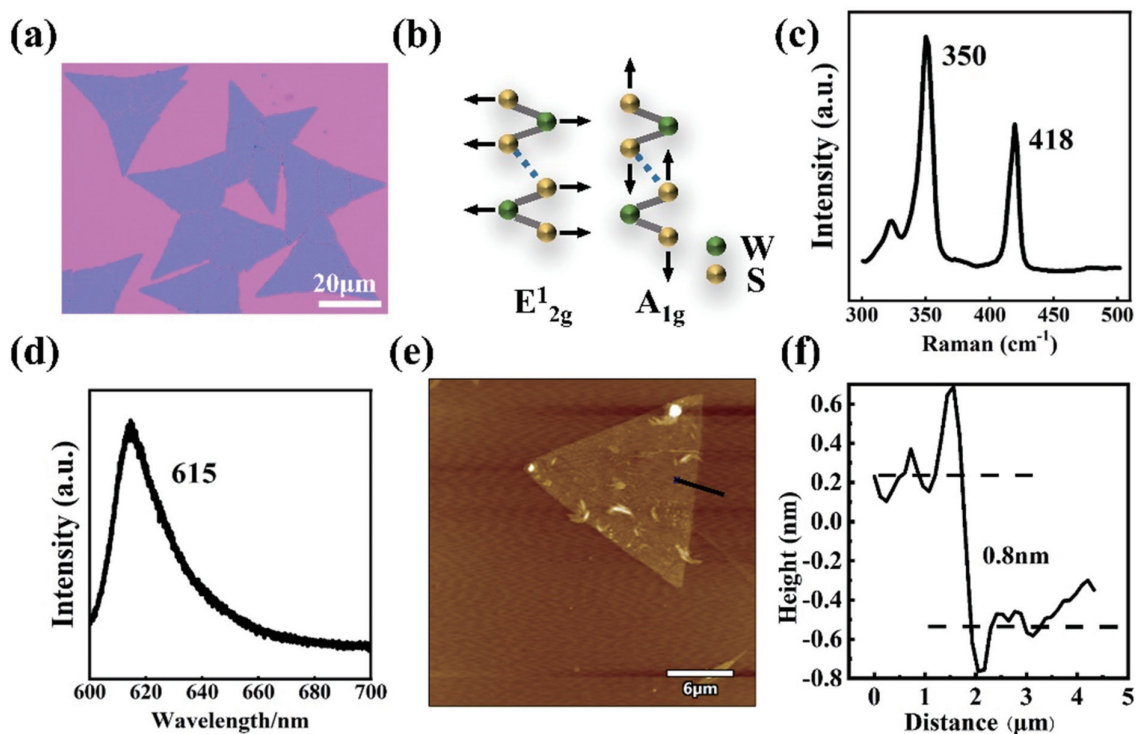 (a)
20μm
(b)
W
S
E¹₂g
A₁g
(c)
Intensity (a.u.)
350
418
300 350 400 450 500
Raman (cm⁻¹)
(d)
Intensity (a.u.)
615
600 620 640 660 680 700
Wavelength/nm
(e)
6μm
(f)
Height (nm)
0.6
0.4
0.2
0.0
-0.2
-0.4
-0.6
-0.8
0.8nm
0 1 2 3 4 5
Distance (μm)